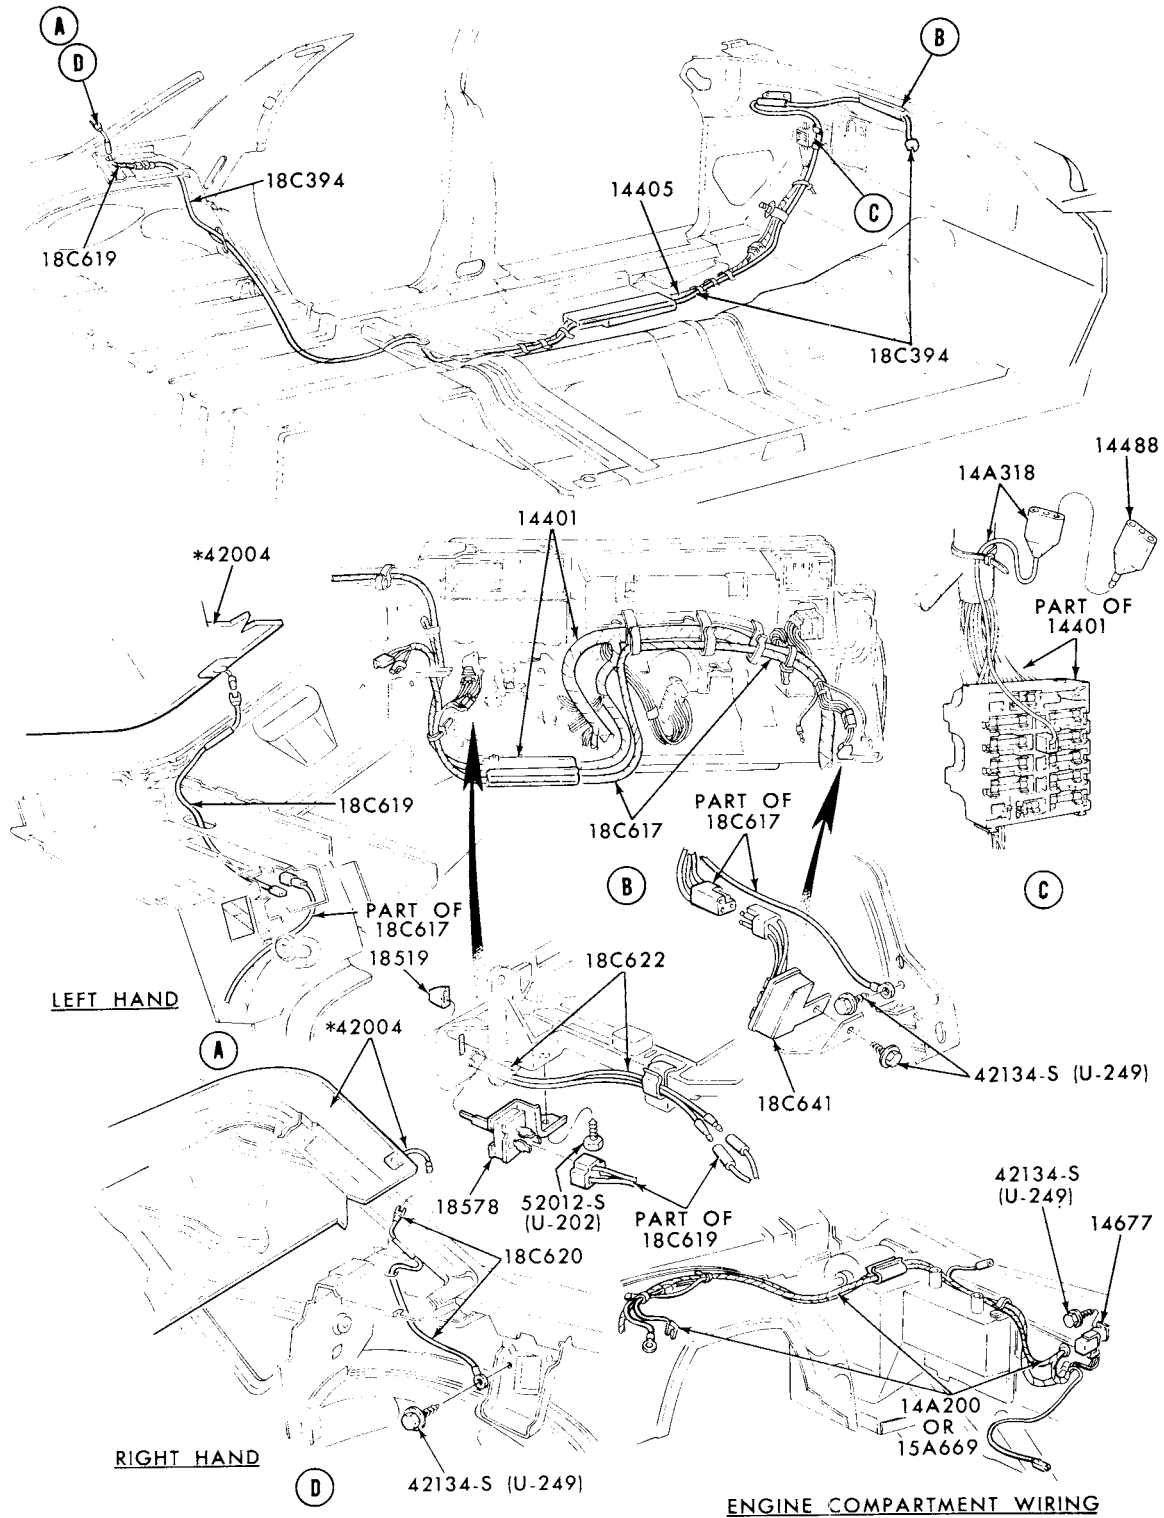 A
D
B
18C394
14405
C
18C619
18C394
14488
14A318
14401
*42004
PART OF
14401
18C619
PART OF
18C617
18C617
B
C
PART OF
18C617
18519
18C622
LEFT HAND
*42004
A
42134-S (U-249)
18C641
18578
52012-S
(U-202)
PART OF
18C619
42134-S
(U-249)
14677
18C620
14A200
OR
15A669
RIGHT HAND
D
42134-S (U-249)
ENGINE COMPARTMENT WIRING